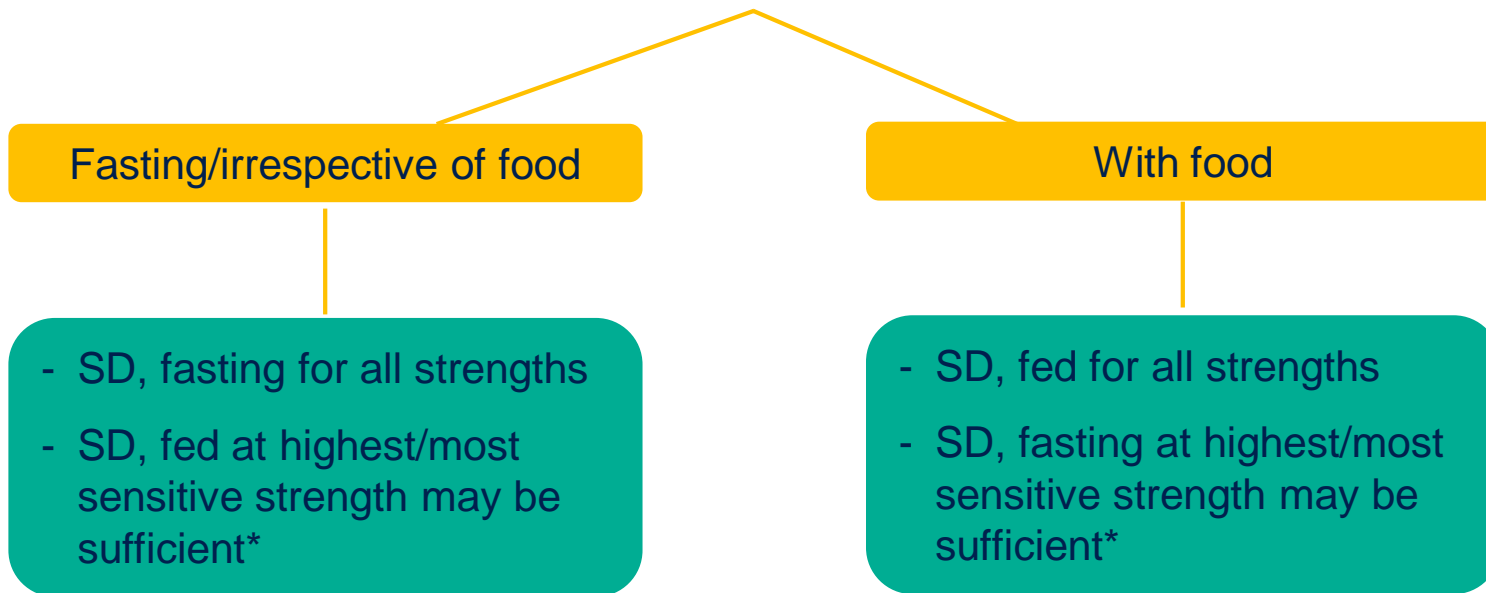 Fasting/irrespective of food
With food
- SD, fasting for all strengths
- SD, fed at highest/most
sensitive strength may be
sufficient*
- SD, fed for all strengths
- SD, fasting at highest/most
sensitive strength may be
sufficient*